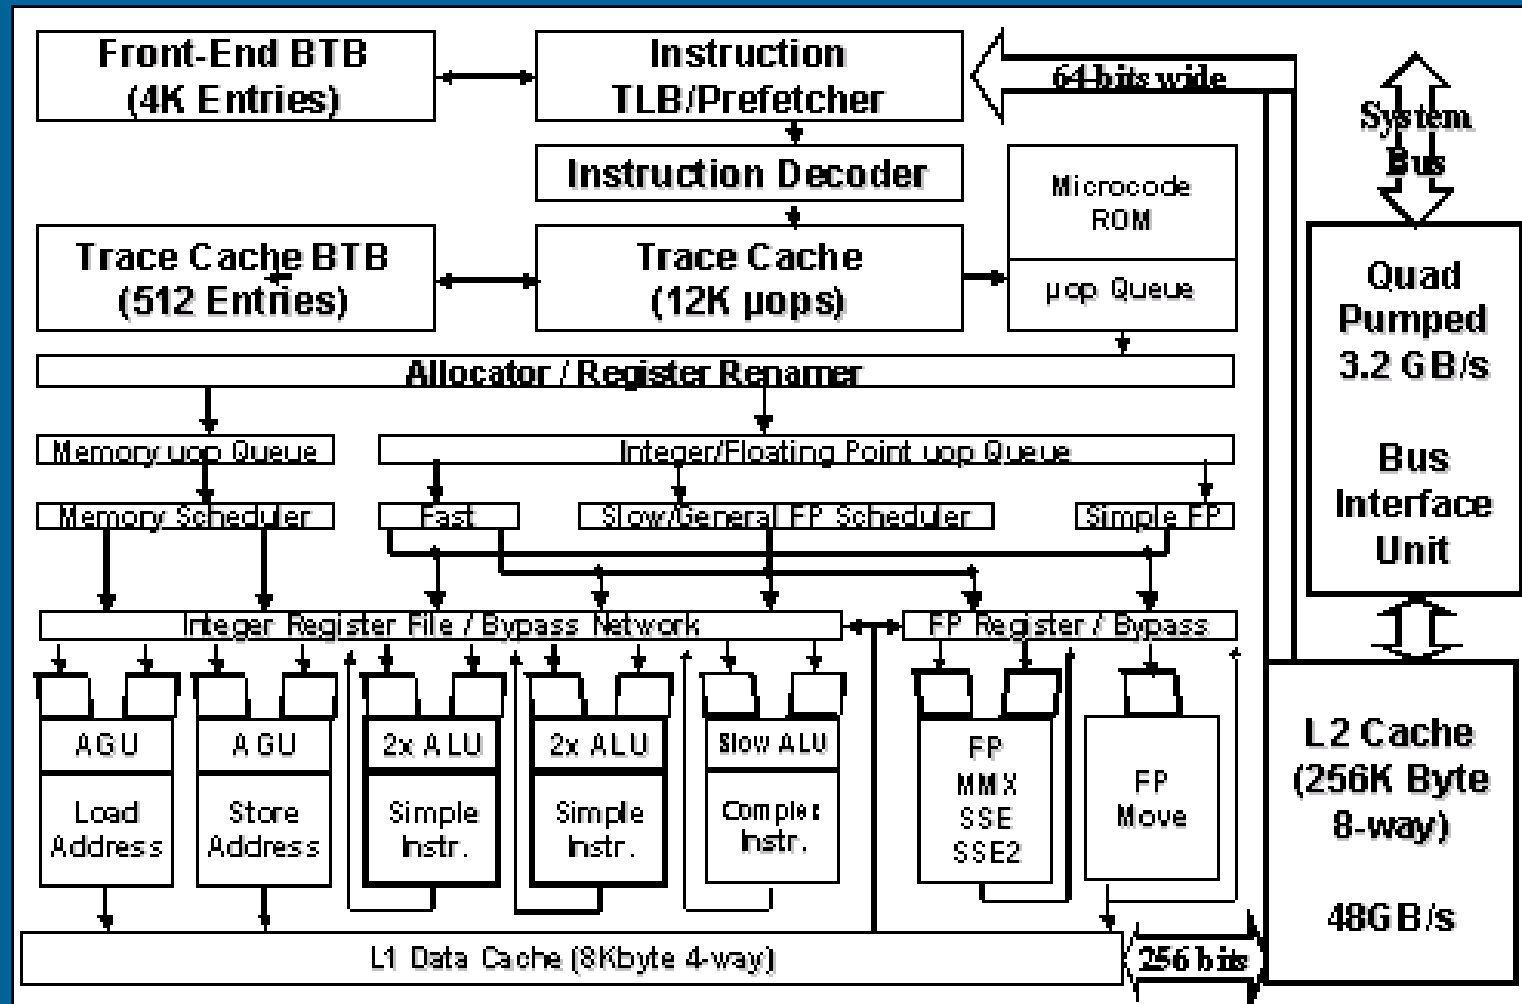 Front-End BTB
(4K Entries)
Instruction
TLB/Prefetcher
64-bits wide
System
Bus
Instruction Decoder
Microcode
ROM
Trace Cache BTB
(512 Entries)
Trace Cache
(12K µops)
µop Queue
Quad
Pumped
3.2 GB/s
Bus
Interface
Unit
Allocator / Register Renamer
Memory uop Queue
Integer/Floating Point uop Queue
Memory Scheduler
Fast
Slow/General FP Scheduler
Simple FP
Integer Register File / Bypass Network
FP Register / Bypass
AGU
Load
Address
AGU
Store
Address
2x ALU
Simple
Instr.
2x ALU
Simple
Instr.
Slow ALU
Complex
Instr.
FP
MMX
SSE
SSE2
FP
Move
L2 Cache
(256K Byte
8-way)
48GB/s
L1 Data Cache (8Kbyte 4-way)
256 bits